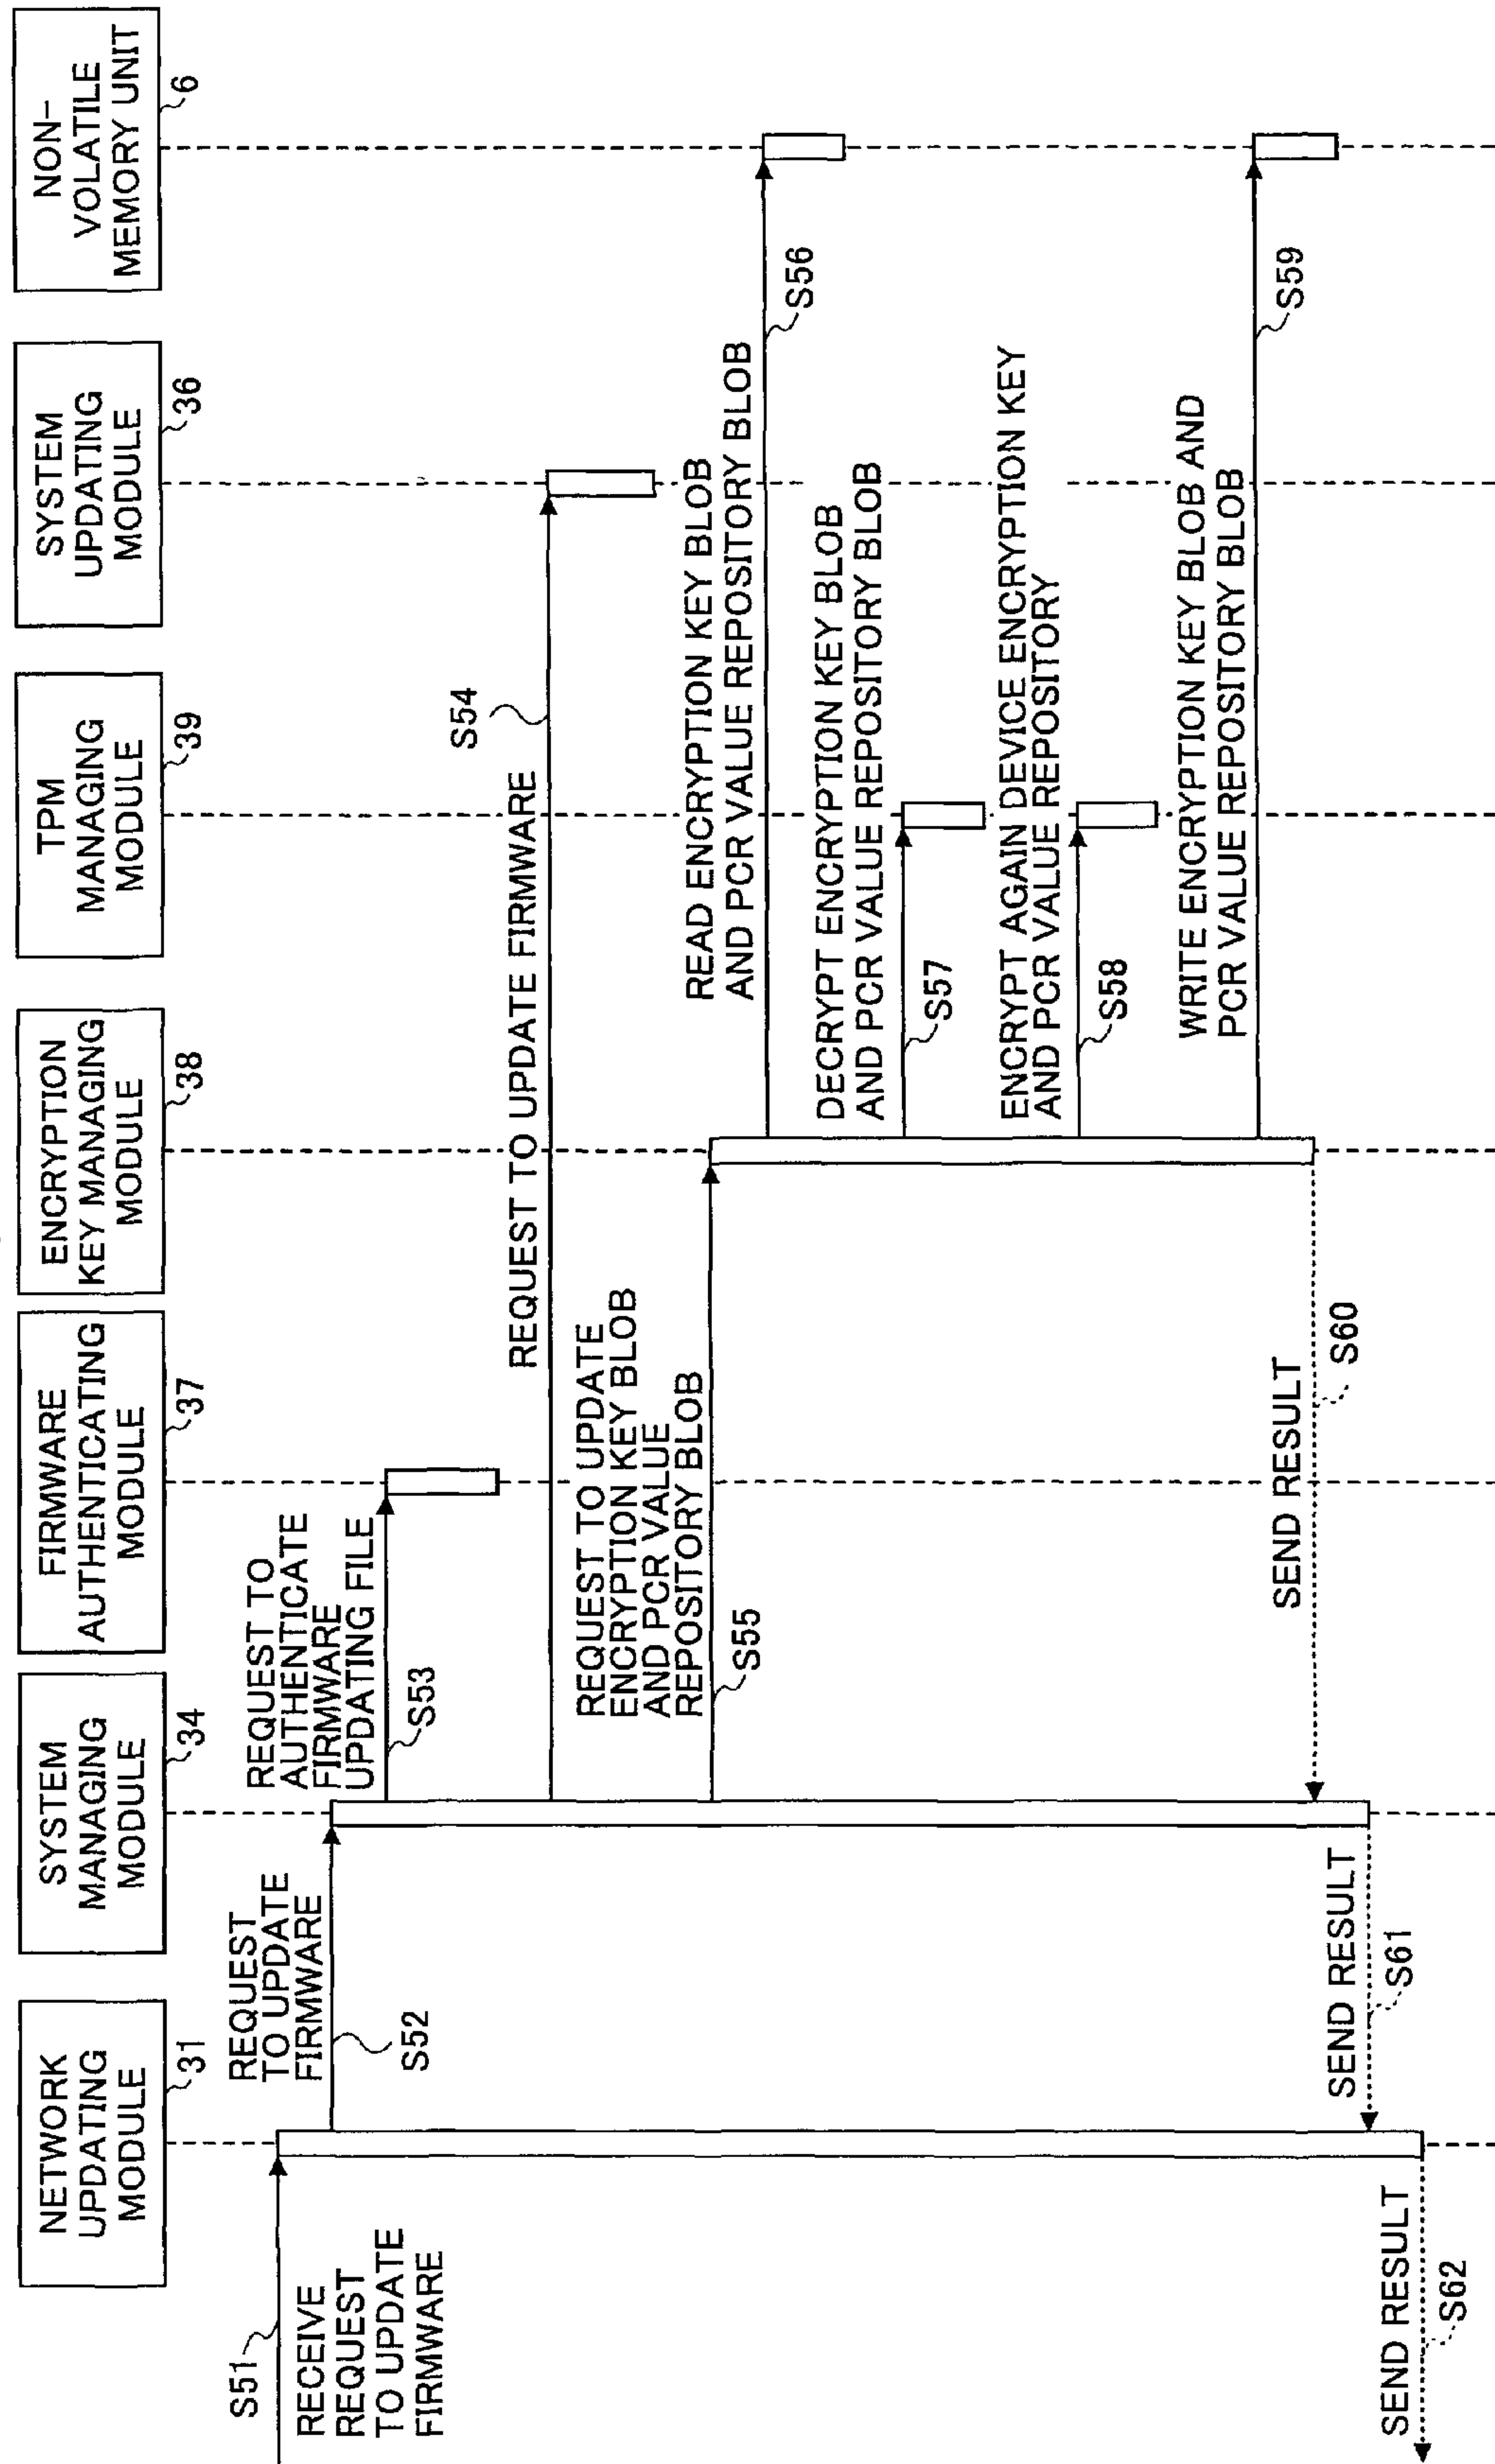 NETWORK
UPDATING
MODULE
31
SYSTEM
MANAGING
MODULE
34
FIRMWARE
AUTHENTICATING
MODULE
37
ENCRYPTION
KEY MANAGING
MODULE
38
TPM
MANAGING
MODULE
39
SYSTEM
UPDATING
MODULE
36
NON-
VOLATILE
MEMORY UNIT
6
S51
RECEIVE
REQUEST
TO UPDATE
FIRMWARE
REQUEST
TO UPDATE
FIRMWARE
S52
REQUEST TO
AUTHENTICATE
FIRMWARE
UPDATING FILE
S53
REQUEST TO UPDATE FIRMWARE
S54
REQUEST TO UPDATE
ENCRYPTION KEY BLOB
AND PCR VALUE
REPOSITORY BLOB
S55
READ ENCRYPTION KEY BLOB
AND PCR VALUE REPOSITORY BLOB
S56
DECRYPT ENCRYPTION KEY BLOB
AND PCR VALUE REPOSITORY BLOB
S57
ENCRYPT AGAIN DEVICE ENCRYPTION KEY
AND PCR VALUE REPOSITORY
S58
WRITE ENCRYPTION KEY BLOB AND
PCR VALUE REPOSITORY BLOB
S59
SEND RESULT
S60
SEND RESULT
S61
SEND RESULT
S62